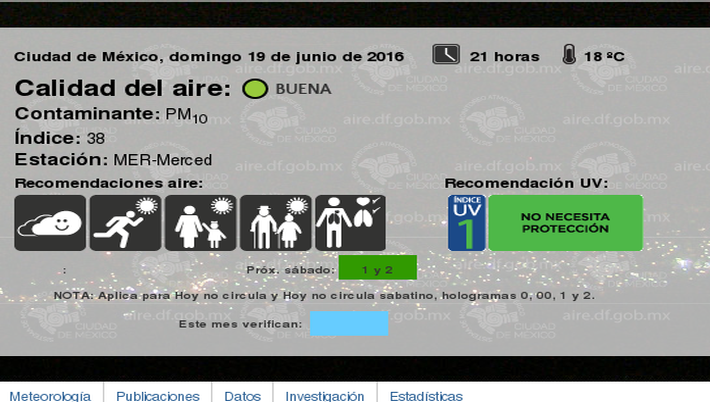 Ciudad de México, domingo 19 de junio de 2016 21 horas 18 ºC
Calidad del aire: BUENA
Contaminante: PM10
Índice: 38
Estación: MER-Merced
Recomendaciones aire: Recomendación UV:
ÍNDICE UV 1 NO NECESITA
PROTECCIÓN
: Próx. sábado: 1 y 2
NOTA: Aplica para Hoy no circula y Hoy no circula sabatino, hologramas 0, 00, 1 y 2.
Este mes verifican:
aire.df.gob.mx
CIUDAD
DE MÉXICO
Meteorología Publicaciones Datos Investigación Estadísticas